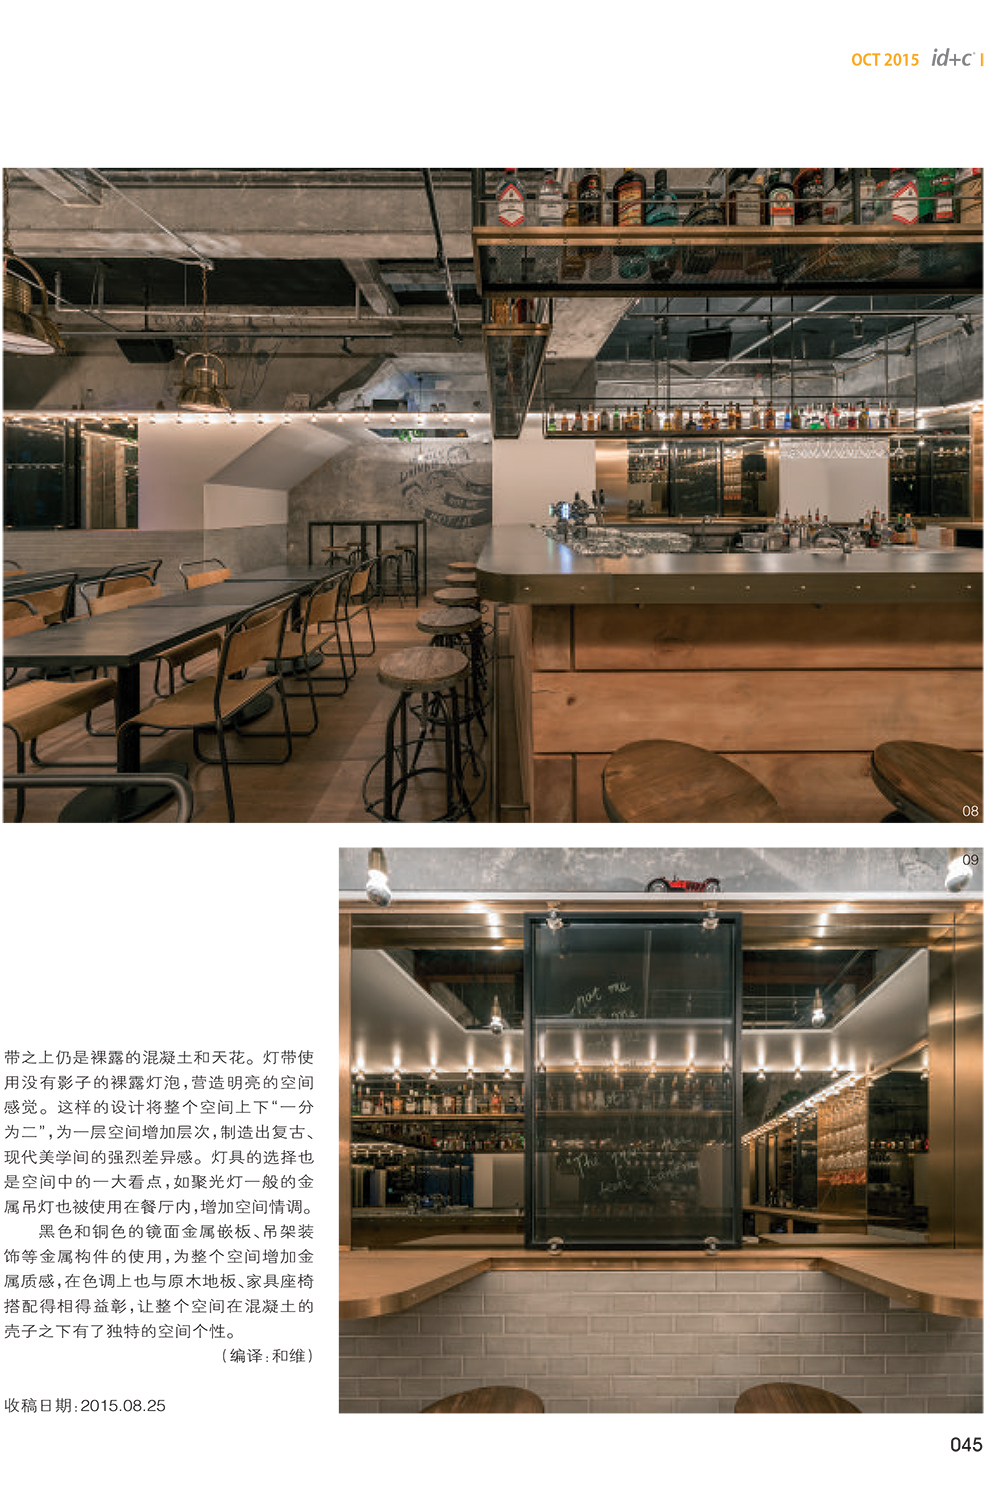 OCT 2015 id+c
08
09
not me
带之上仍是裸露的混凝土和天花。灯带使
用没有影子的裸露灯泡,营造明亮的空间
感觉。这样的设计将整个空间上下“一分
为二”,为一层空间增加层次,制造出复古、
现代美学间的强烈差异感。灯具的选择也
是空间中的一大看点,如聚光灯一般的金
属吊灯也被使用在餐厅内,增加空间情调。
黑色和铜色的镜面金属嵌板、吊架装
饰等金属构件的使用,为整个空间增加金
属质感,在色调上也与原木地板、家具座椅
搭配得相得益彰,让整个空间在混凝土的
壳子之下有了独特的空间个性。
(编译:和维)
收稿日期:2015.08.25
045